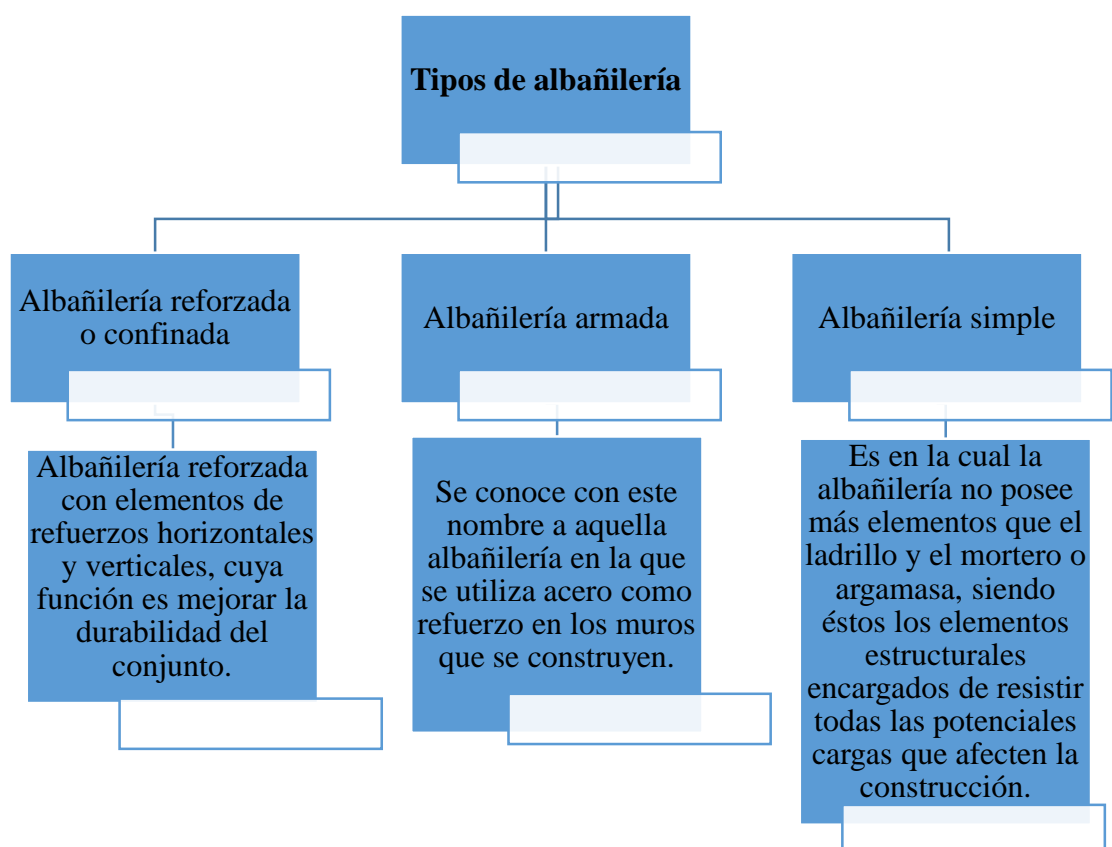 Tipos de albañilería
Albañilería reforzada
o confinada
Albañilería armada
Albañilería simple
Albañilería reforzada
con elementos de
refuerzos horizontales
y verticales, cuya
función es mejorar la
durabilidad del
conjunto.
Se conoce con este
nombre a aquella
albañilería en la que
se utiliza acero como
refuerzo en los muros
que se construyen.
Es en la cual la
albañilería no posee
más elementos que el
ladrillo y el mortero o
argamasa, siendo
éstos los elementos
estructurales
encargados de resistir
todas las potenciales
cargas que afecten la
construcción.